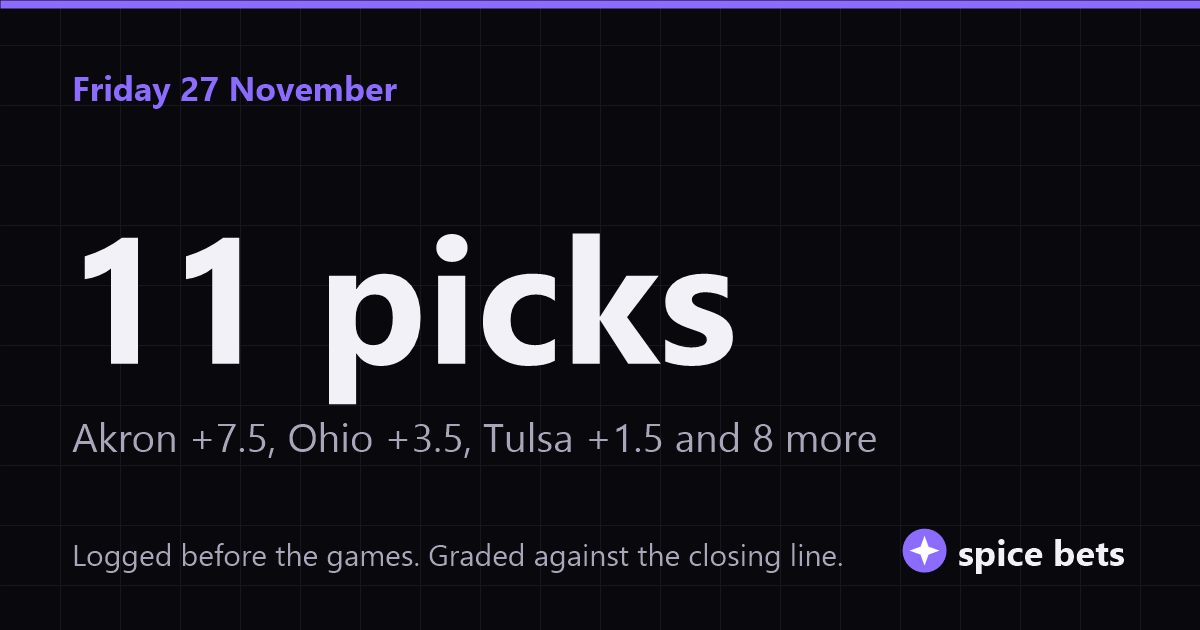 Friday 27 November
11 picks
Akron +7.5, Ohio +3.5, Tulsa +1.5 and 8 more
Logged before the games. Graded against the closing line.
spice bets